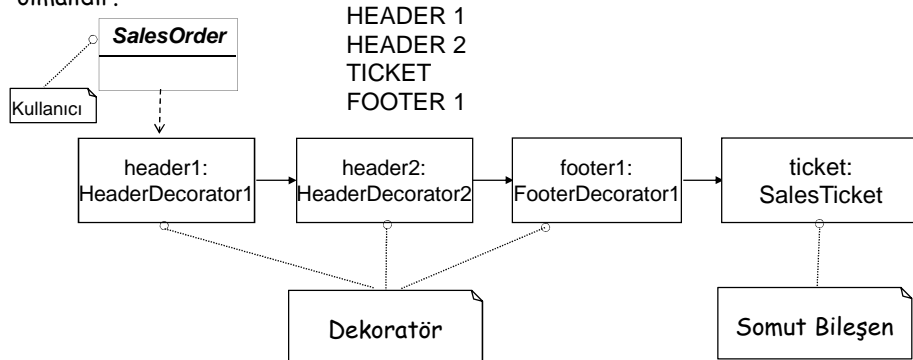 HEADER 1
SalesOrder
HEADER 2
TICKET
Kullanıcı
FOOTER 1
header1:
HeaderDecorator1
header2:
HeaderDecorator2
footer1:
FooterDecorator1
ticket:
SalesTicket
Dekoratör
Somut Bileşen